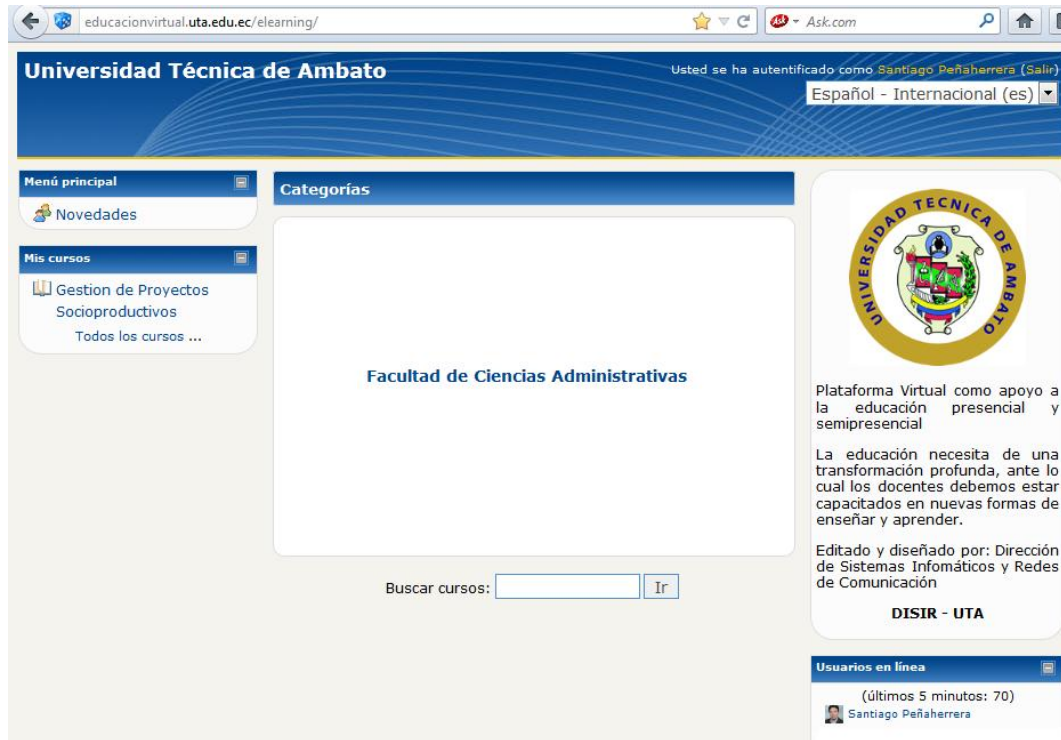 educacionvirtual.uta.edu.ec/elearning/
Ask.com
Universidad Técnica de Ambato
Usted se ha autentificado como Santiago Peñaherrera (Salir)
Español - Internacional (es)
Menú principal
Novedades
Mis cursos
Gestion de Proyectos
Socioproductivos
Todos los cursos ...
Categorías
Facultad de Ciencias Administrativas
Buscar cursos:
Ir
UNIVERSIDAD TECNICA DE AMBATO
Plataforma Virtual como apoyo a
la educación presencial y
semipresencial
La educación necesita de una
transformación profunda, ante lo
cual los docentes debemos estar
capacitados en nuevas formas de
enseñar y aprender.
Editado y diseñado por: Dirección
de Sistemas Infomáticos y Redes
de Comunicación
DISIR - UTA
Usuarios en línea
(últimos 5 minutos: 70)
Santiago Peñaherrera